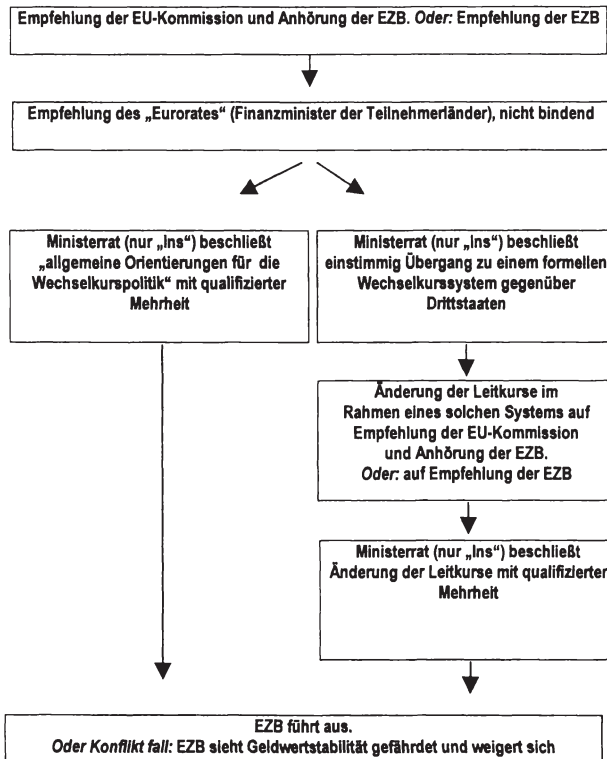 Empfehlung der EU-Kommission und Anhörung der EZB. Oder: Empfehlung der EZB
Empfehlung des „Eurorates“ (Finanzminister der Teilnehmerländer), nicht bindend
Ministerrat (nur „Ins“) beschließt
„allgemeine Orientierungen für die
Wechselkurspolitik“ mit qualifizierter
Mehrheit
Ministerrat (nur „Ins“) beschließt
einstimmig Übergang zu einem formellen
Wechselkurssystem gegenüber
Drittstaaten
Änderung der Leitkurse im
Rahmen eines solchen Systems auf
Empfehlung der EU-Kommission
und Anhörung der EZB.
Oder: auf Empfehlung der EZB
Ministerrat (nur „Ins“) beschließt
Änderung der Leitkurse mit qualifizierter
Mehrheit
EZB führt aus.
Oder Konflikt fall: EZB sieht Geldwertstabilität gefährdet und weigert sich